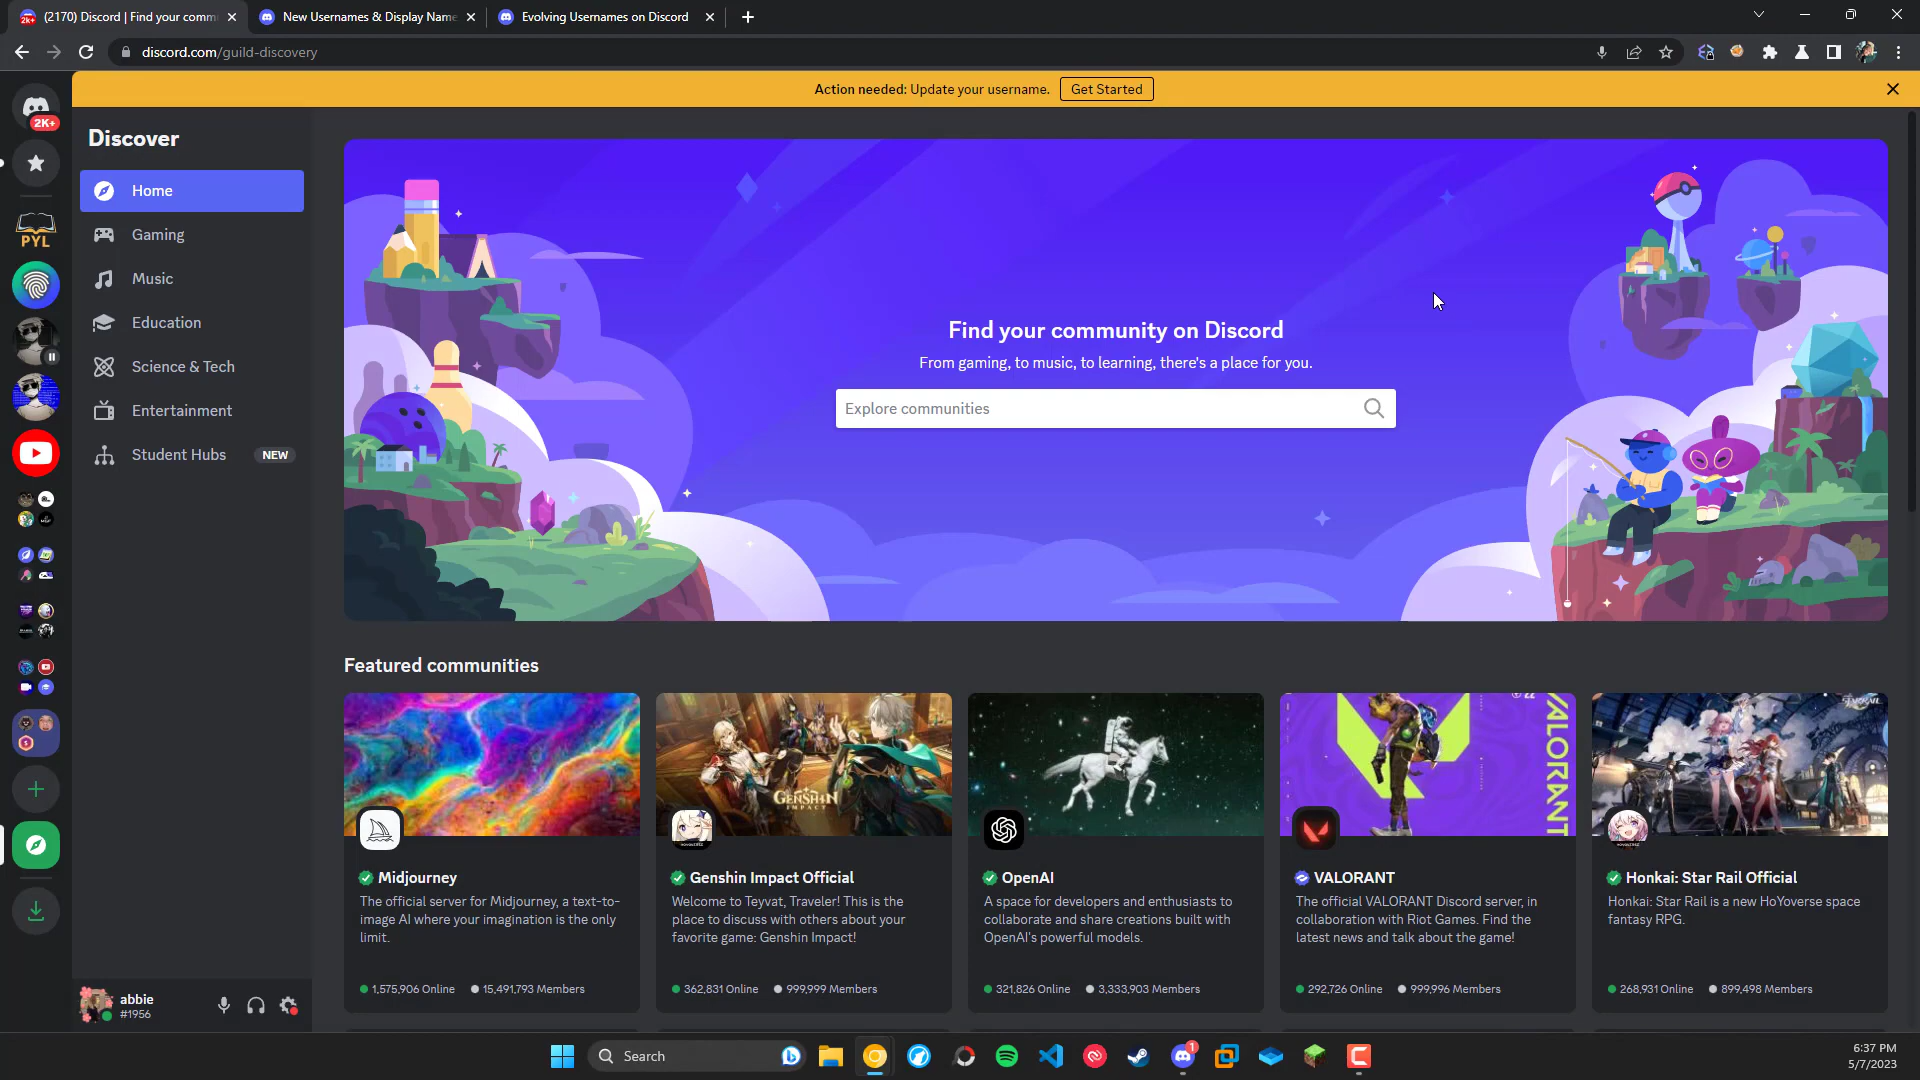 (2170) Discord | Find your comm
New Usernames & Display Name
Evolving Usernames on Discord
discord.com/guild-discovery
Action needed: Update your username.
Get Started
2K+
Discover
Home
Gaming
Music
Education
Science & Tech
Entertainment
Student Hubs
NEW
PYL
Find your community on Discord
From gaming, to music, to learning, there's a place for you.
Explore communities
Featured communities
GENSHIN
IMPACT
VALORANT
Midjourney
The official server for Midjourney, a text-to-
image AI where your imagination is the only
limit.
1,575,906 Online
15,491,793 Members
Genshin Impact Official
Welcome to Teyvat, Traveler! This is the
place to discuss with others about your
favorite game: Genshin Impact!
362,831 Online
999,999 Members
OpenAI
A space for developers and enthusiasts to
collaborate and share creations built with
OpenAI's powerful models.
321,826 Online
3,333,903 Members
VALORANT
The official VALORANT Discord server, in
collaboration with Riot Games. Find the
latest news and talk about the game!
292,726 Online
999,996 Members
Honkai: Star Rail Official
Honkai: Star Rail is a new HoYoverse space
fantasy RPG.
268,931 Online
899,498 Members
abbie
#1956
Search
1
6:37 PM
5/7/2023